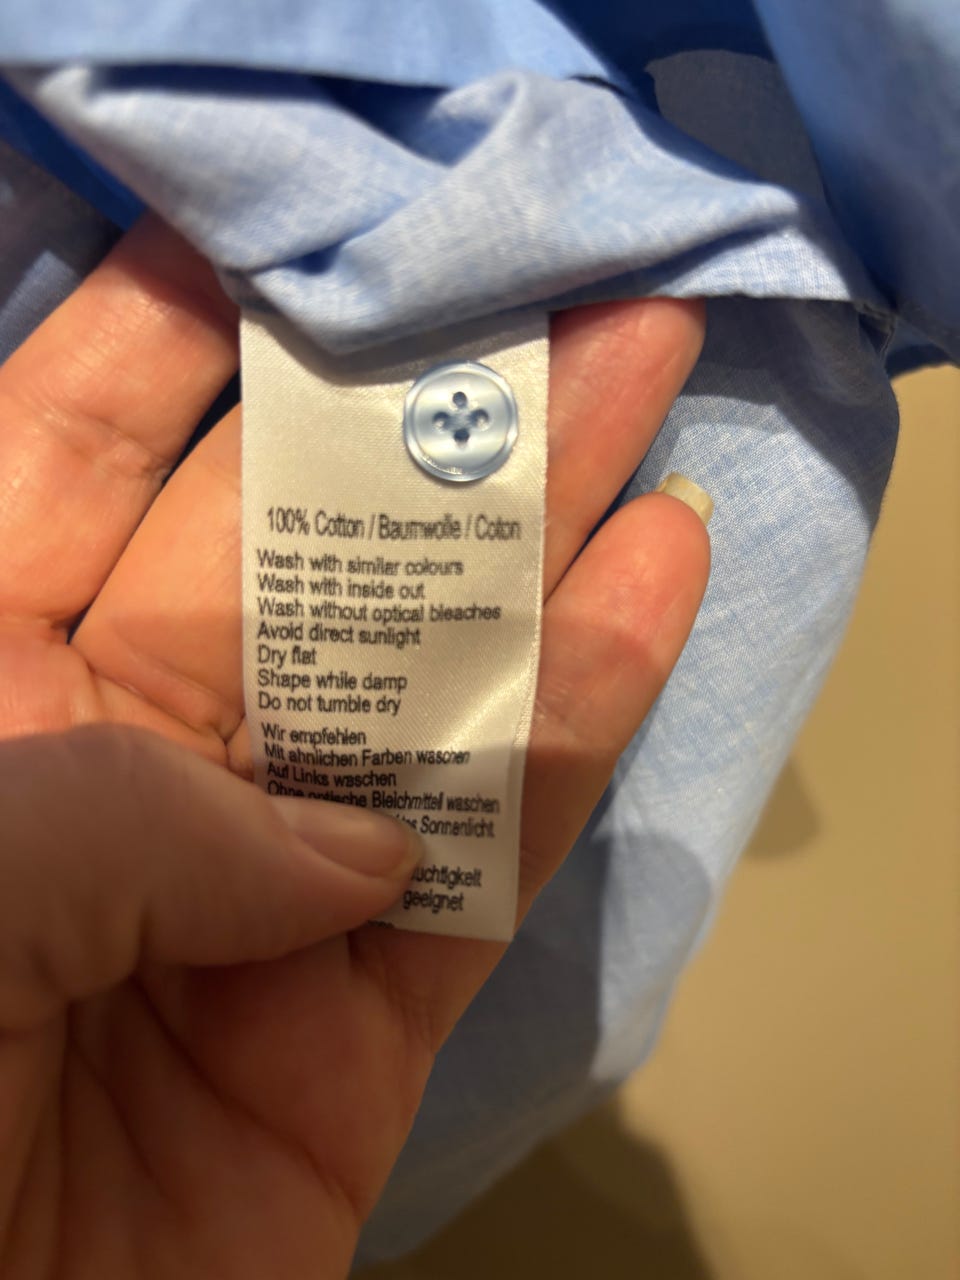 100% Cotton / Baumwolle / Coton
Wash with similar colours
Wash with inside out
Wash without optical bleaches
Avoid direct sunlight
Dry flat
Shape while damp
Do not tumble dry
Wir empfehlen
Mit ahnlichen Farben waschen
Auf Links waschen
Ohne optische Bleichmittel waschen
Sonnenlicht
geeignet